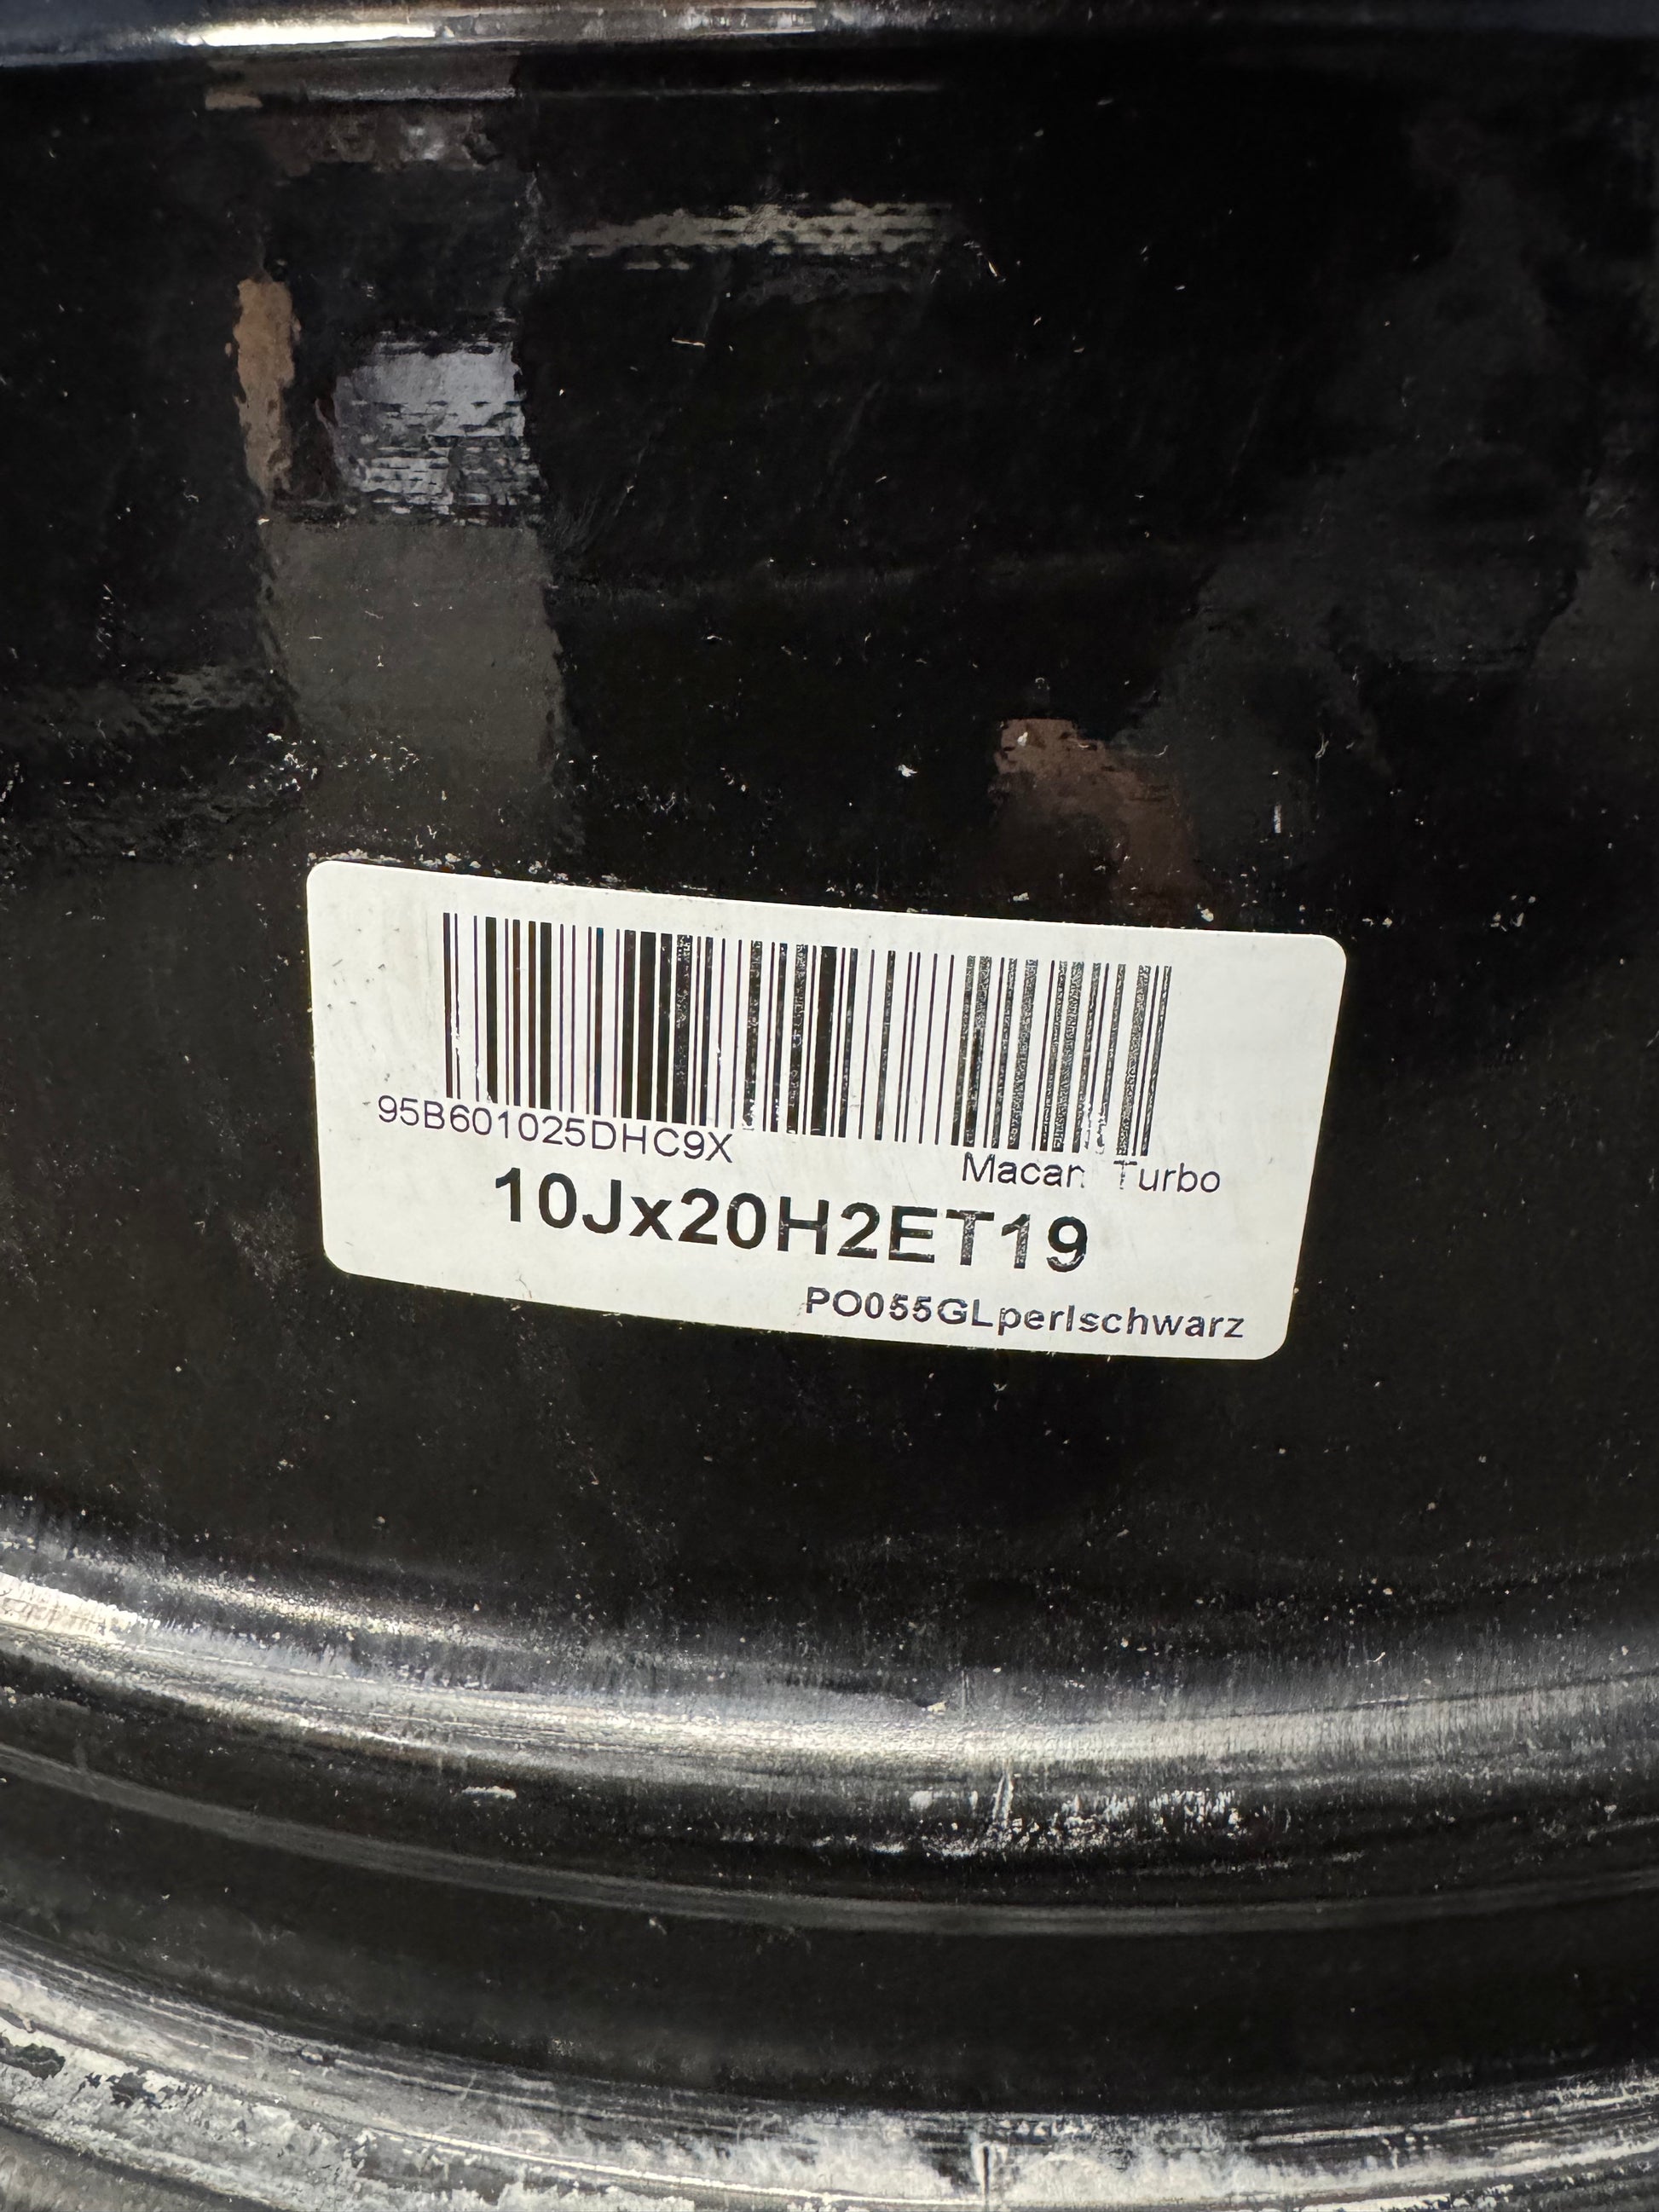 95B601025DHC9X
Macan Turbo
10Jx20H2ET19
PO055GLperlschwarz